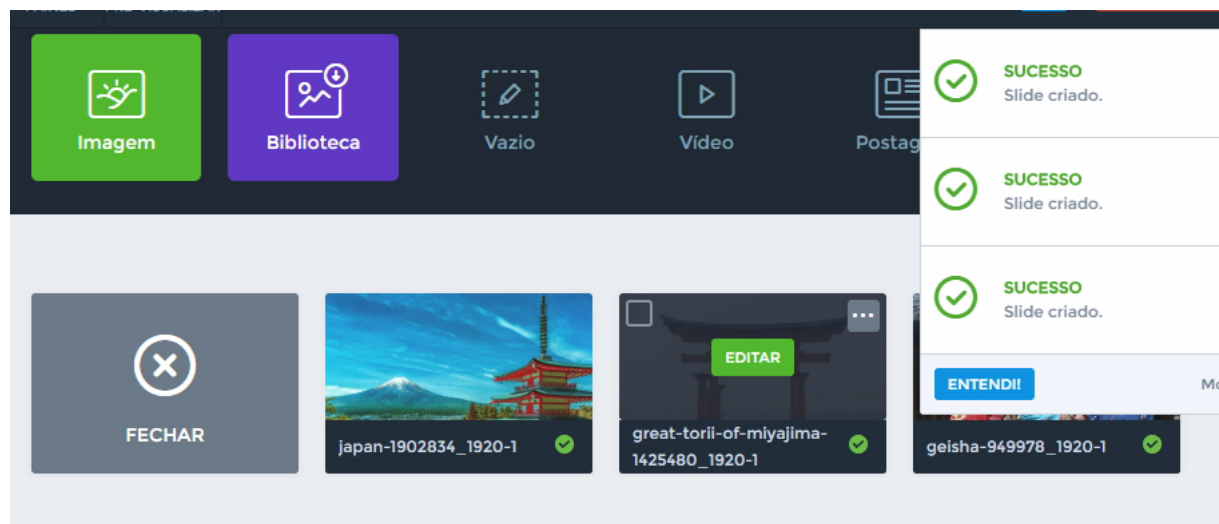 Imagem
Biblioteca
Vazio
Vídeo
SUCESSO
Slide criado.
SUCESSO
Slide criado.
SUCESSO
Slide criado.
ENTENDI!
FECHAR
EDITAR
japan-1902834_1920-1
great-torii-of-miyajima-
1425480_1920-1
geisha-949978_1920-1